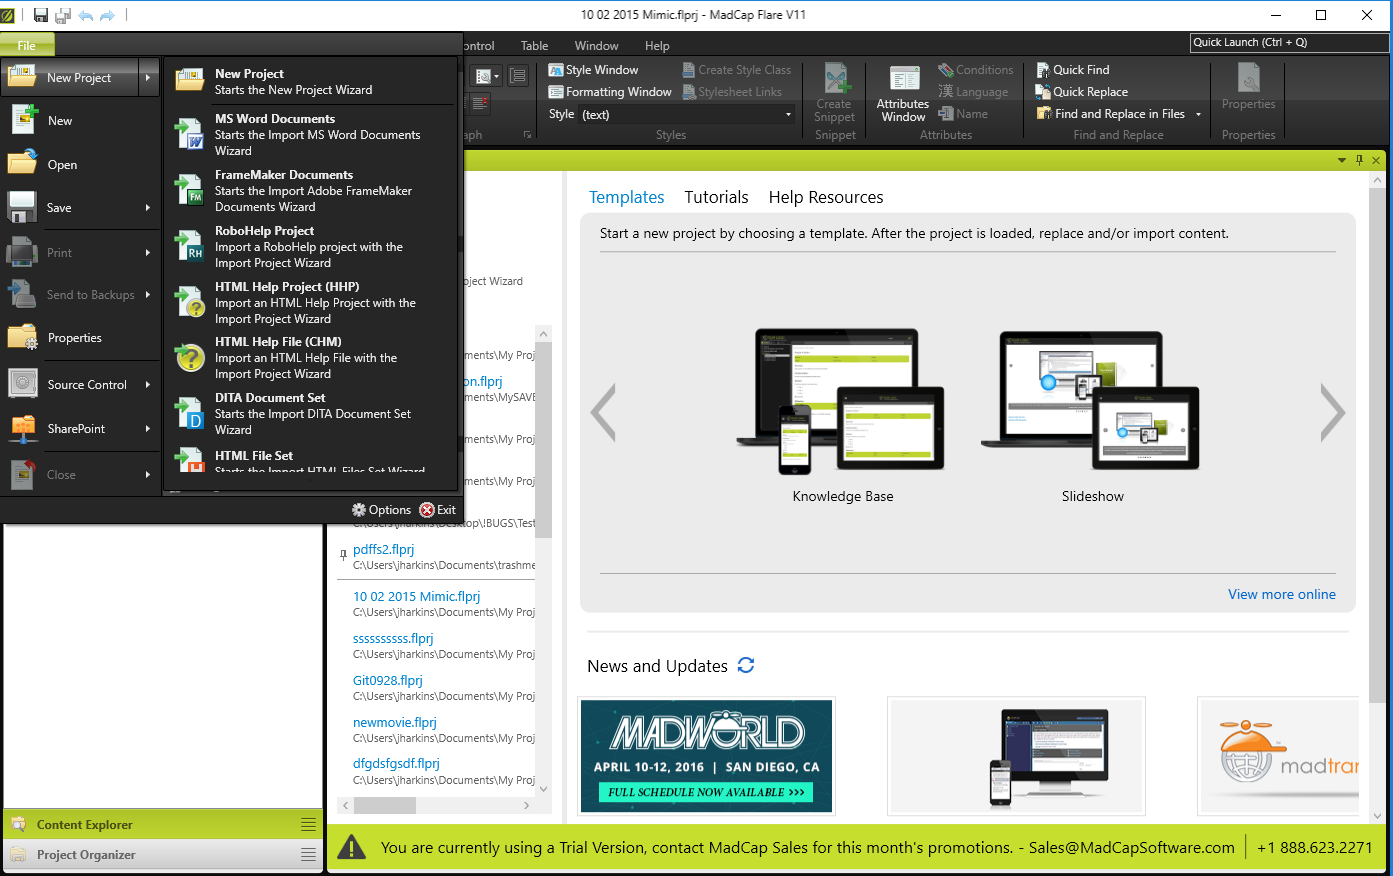 10 02 2015 Mimic.flprj - MadCap Flare V11
File
ontrol
Table
Window
Help
Quick Launch (Ctrl + Q)
New Project
New
Open
Save
Print
Send to Backups
Properties
Source Control
SharePoint
Close
New Project
Starts the New Project Wizard
MS Word Documents
Starts the Import MS Word Documents
Wizard
FrameMaker Documents
Starts the Import Adobe FrameMaker
Documents Wizard
RoboHelp Project
Import a RoboHelp project with the
Import Project Wizard
HTML Help Project (HHP)
Import an HTML Help Project with the
Import Project Wizard
HTML Help File (CHM)
Import an HTML Help File with the
Import Project Wizard
DITA Document Set
Starts the Import DITA Document Set
Wizard
HTML File Set
Starts the Import HTML Files Set Wizard
Options
Exit
aph
Style Window
Formatting Window
Style (text)
Create Style Class
Stylesheet Links
Styles
Create
Snippet
Snippet
Attributes
Window
Conditions
Language
Name
Attributes
Quick Find
Quick Replace
Find and Replace in Files
Find and Replace
Properties
Properties
oject Wizard
cuments\My Proj
on.flprj
cuments\MySAVE
cuments\My Proj
ments\My Proj
C:\Users\jharkins\Desktop\!BUGS\Test
pdffs2.flprj
C:\Users\jharkins\Documents\trashme
10 02 2015 Mimic.flprj
C:\Users\jharkins\Documents\My Proj
ssssssssss.flprj
C:\Users\jharkins\Documents\My Proj
Git0928.flprj
C:\Users\jharkins\Documents\My Proj
newmovie.flprj
C:\Users\jharkins\Documents\My Proj
dfgdsfgsdf.flprj
C:\Users\jharkins\Documents\My Proj
Templates
Tutorials
Help Resources
Start a new project by choosing a template. After the project is loaded, replace and/or import content.
Knowledge Base
Slideshow
View more online
News and Updates
MADWORLD
APRIL 10-12, 2016 | SAN DIEGO, CA
FULL SCHEDULE NOW AVAILABLE >>>
madtran
Content Explorer
Project Organizer
You are currently using a Trial Version, contact MadCap Sales for this month's promotions. - Sales@MadCapSoftware.com
+1 888.623.2271